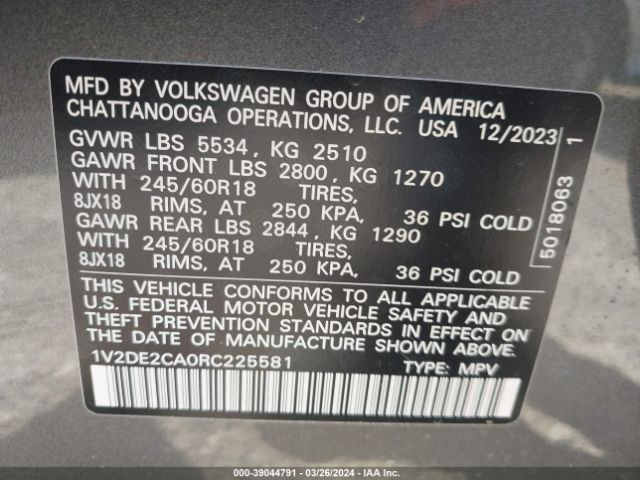 MFD BY VOLKSWAGEN GROUP OF AMERICA
CHATTANOOGA OPERATIONS, LLC. USA 12/2023
GVWR LBS 5534 , KG 2510
GAWR FRONT LBS 2800 , KG 1270
WITH 245/60R18 TIRES,
8JX18 RIMS, AT 250 KPA, 36 PSI COLD
GAWR REAR LBS 2844 , KG 1290
WITH 245/60R18 TIRES,
8JX18 RIMS, AT 250 KPA, 36 PSI COLD
THIS VEHICLE CONFORMS TO ALL APPLICABLE
U.S. FEDERAL MOTOR VEHICLE SAFETY AND
THEFT PREVENTION STANDARDS IN EFFECT ON
THE DATE OF MANUFACTURE SHOWN ABOVE.
1V2DE2CA0RC225581 TYPE: MPV
5018063 1
000-39044791 - 03/26/2024 - IAA Inc.